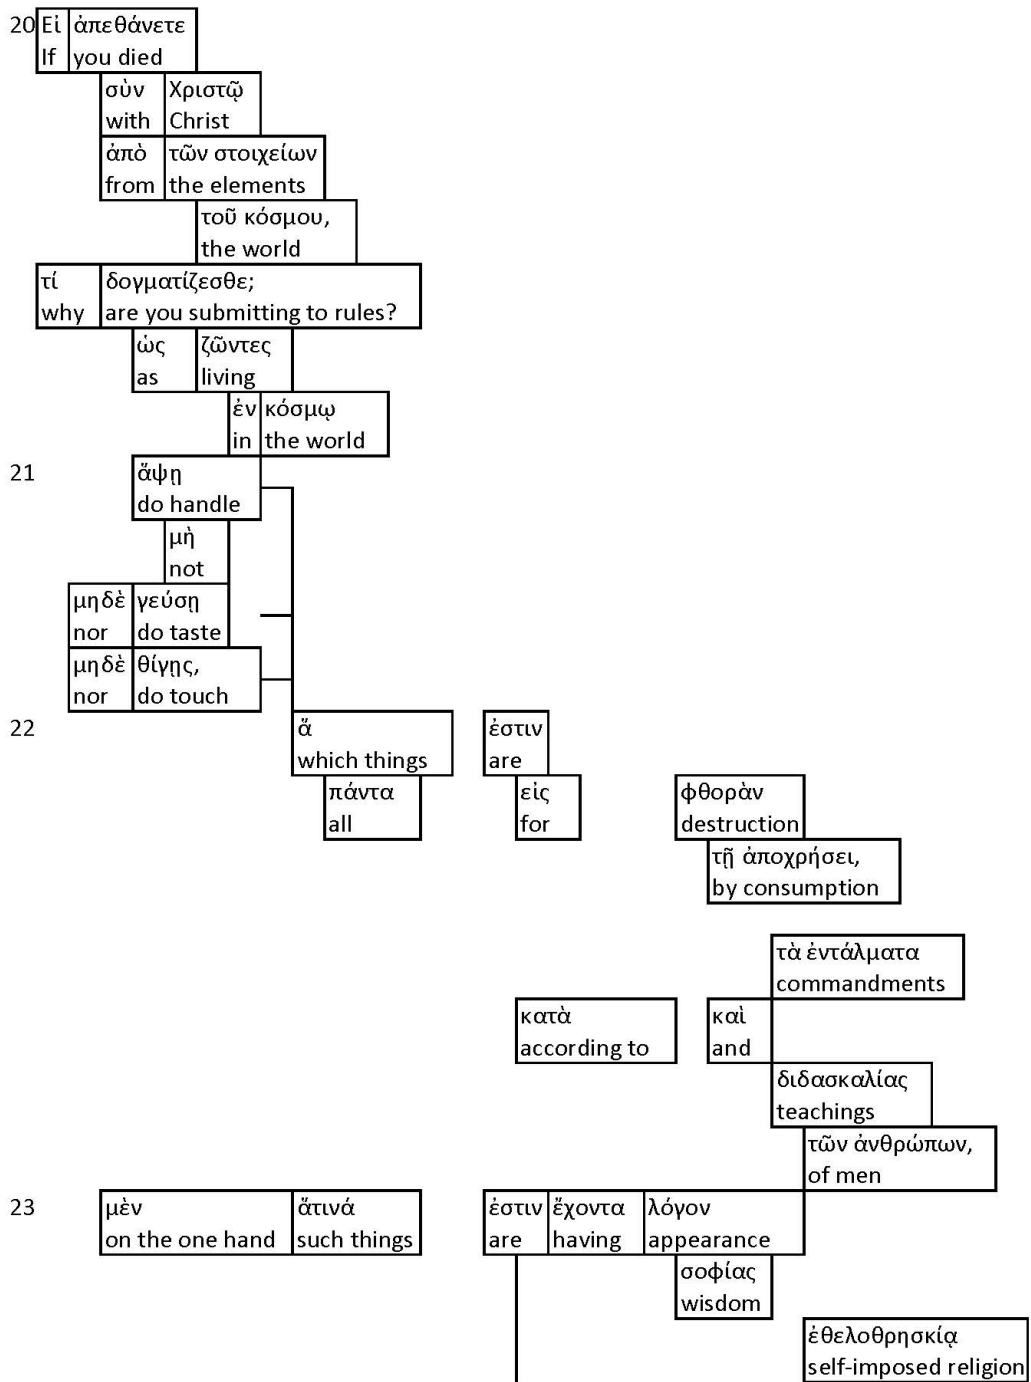 20 Εἰ ἀπεθάνετε
If you died
σὺν Χριστῷ
with Christ
ἀπὸ τῶν στοιχείων
from the elements
τοῦ κόσμου,
the world
τί δογματίζεσθε;
why are you submitting to rules?
ὡς ζῶντες
as living
ἐν κόσμῳ
in the world
21 ἅψῃ
do handle
μὴ
not
μηδὲ γεύσῃ
nor do taste
μηδὲ θίγῃς,
nor do touch
22 ἅ ἐστιν
which things are
πάντα εἰς φθορὰν
all for destruction
τῇ ἀποχρήσει,
by consumption
τὰ ἐντάλματα
commandments
κατὰ καὶ
according to and
διδασκαλίας
teachings
τῶν ἀνθρώπων,
of men
23 μὲν ἅτινά ἐστιν ἔχοντα λόγον
on the one hand such things are having appearance
σοφίας
wisdom
ἐθελοθρησκίᾳ
self-imposed religion